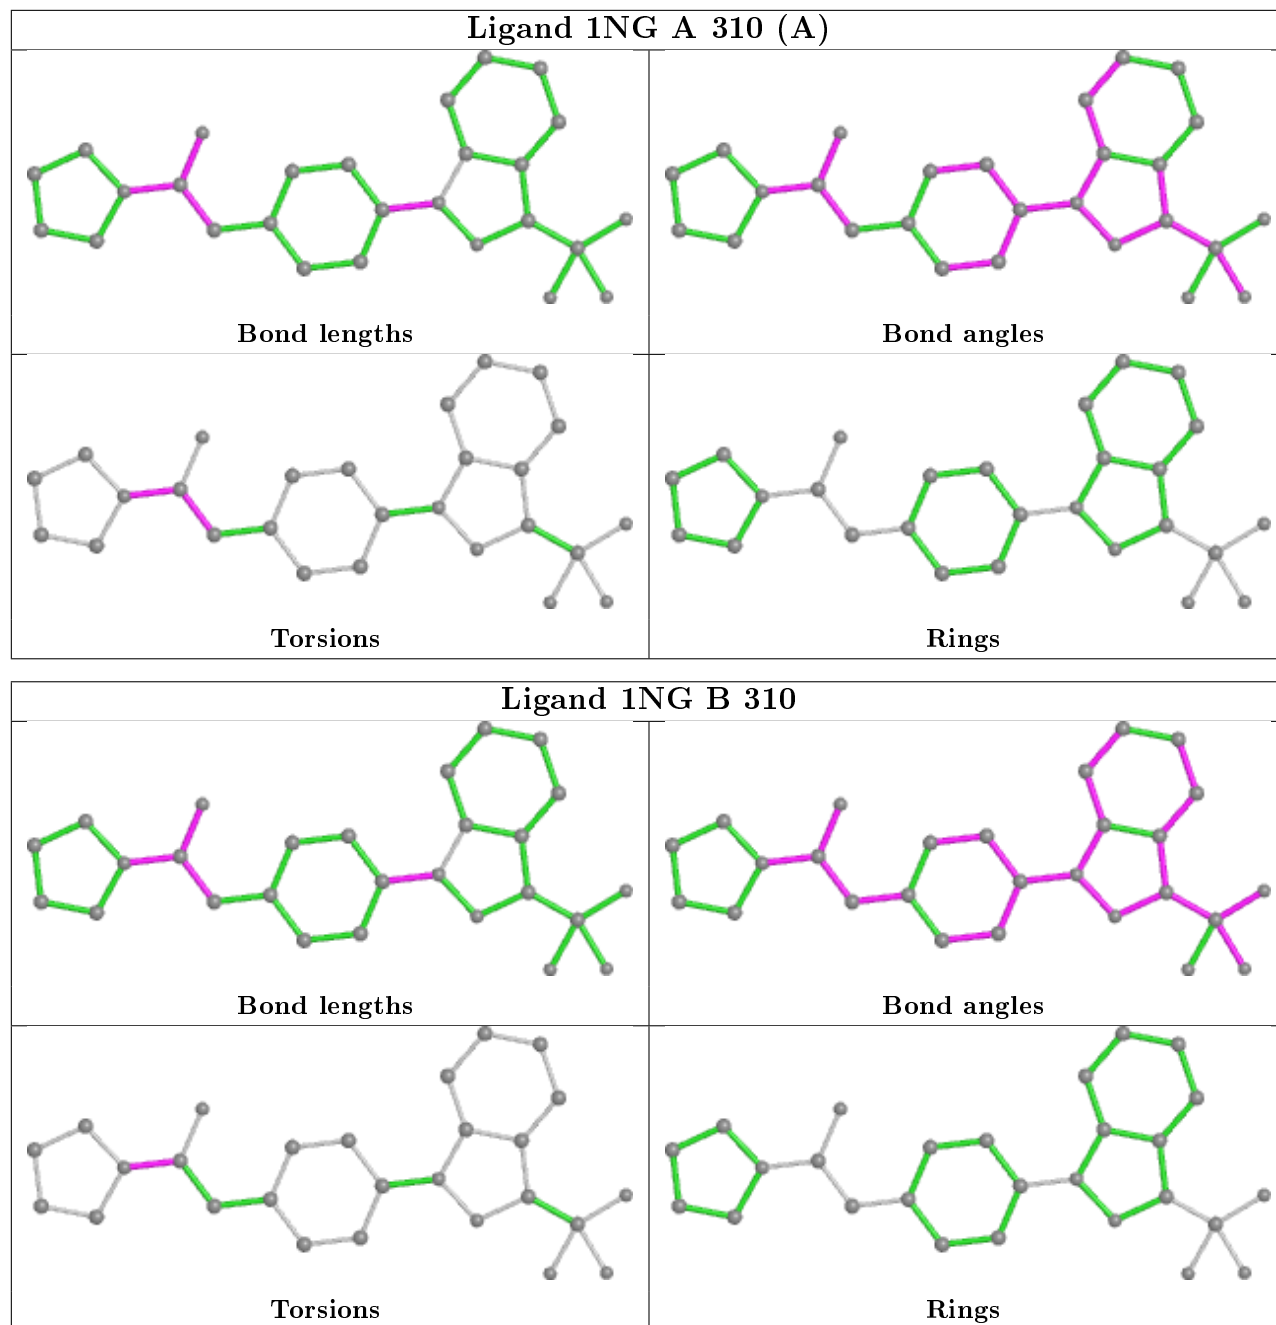 Ligand 1NG A 310 (A)
Bond lengths
Bond angles
Torsions
Rings
Ligand 1NG B 310
Bond lengths
Bond angles
Torsions
Rings